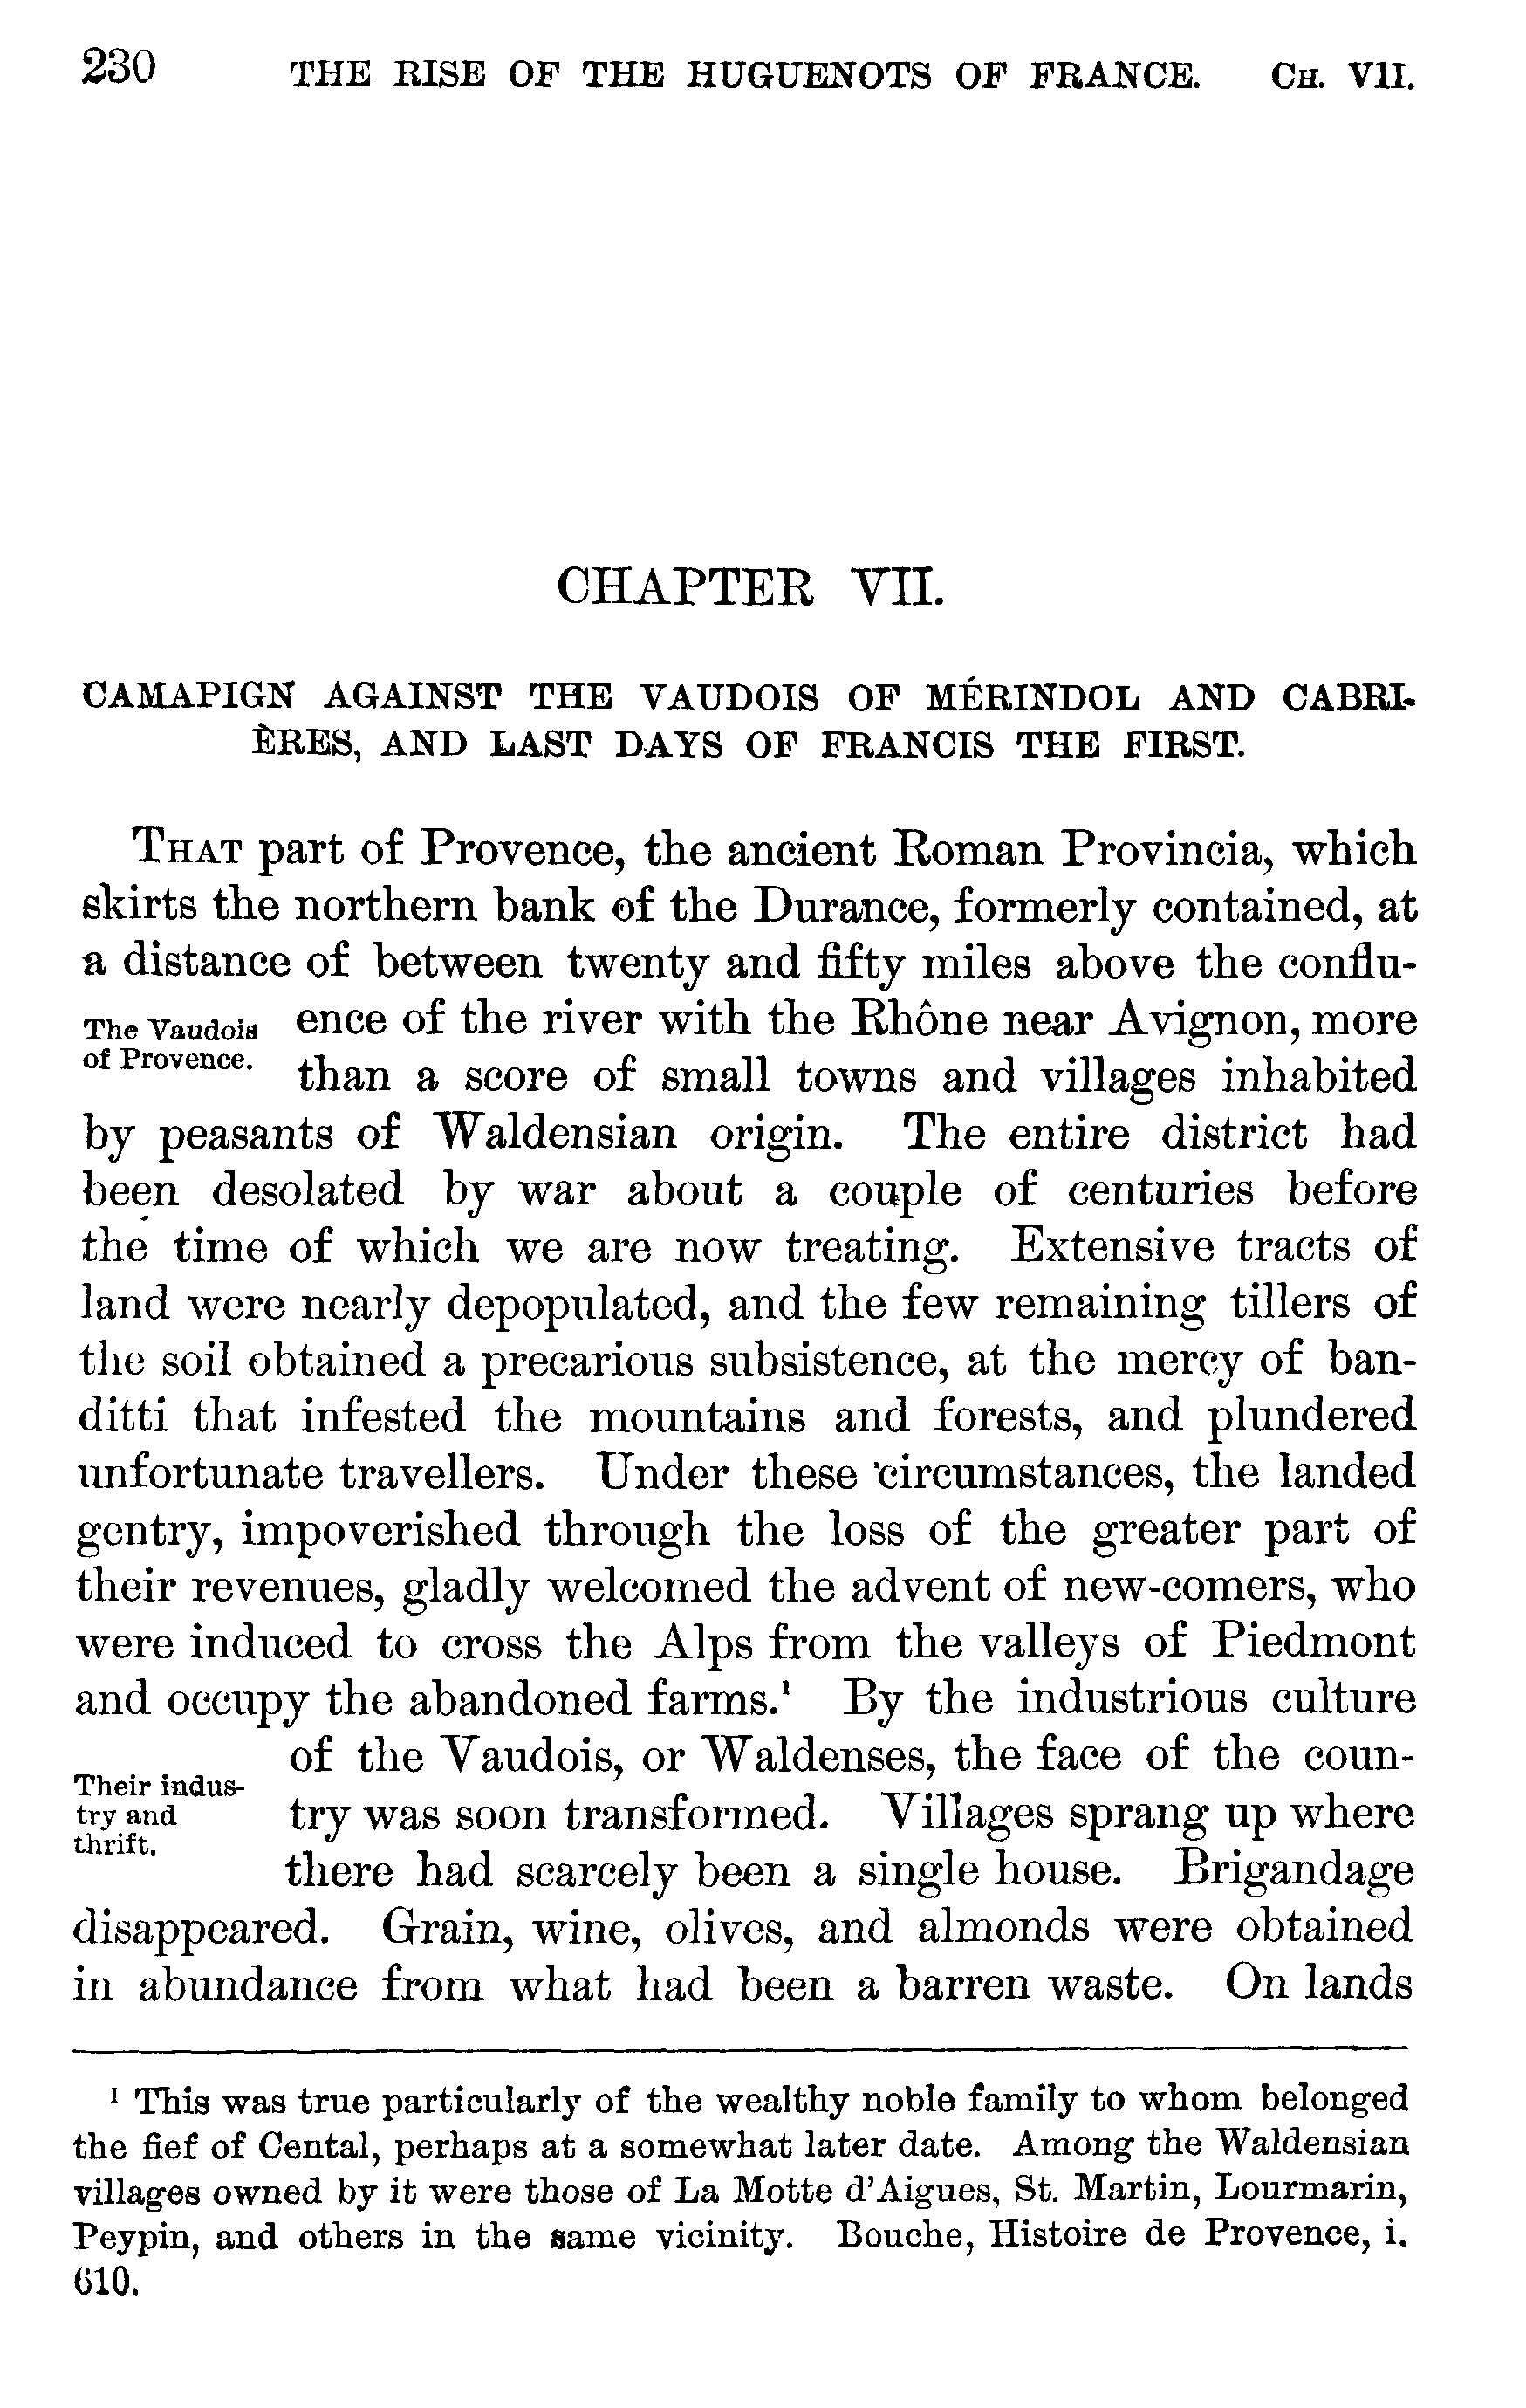 230 THE RISE OF THE HUGUENOTS OF FRANCE. CH. VII.
CHAPTER VII.
CAMAPIGN AGAINST THE VAUDOIS OF MÉRINDOL AND CABRI-
ÈRES, AND LAST DAYS OF FRANCIS THE FIRST.
THAT part of Provence, the ancient Roman Provincia, which
skirts the northern bank of the Durance, formerly contained, at
a distance of between twenty and fifty miles above the conflu-
The Vaudois
of Provence.
ence of the river with the Rhône near Avignon, more
than a score of small towns and villages inhabited
by peasants of Waldensian origin. The entire district had
been desolated by war about a couple of centuries before
the time of which we are now treating. Extensive tracts of
land were nearly depopulated, and the few remaining tillers of
the soil obtained a precarious subsistence, at the mercy of ban-
ditti that infested the mountains and forests, and plundered
unfortunate travellers. Under these circumstances, the landed
gentry, impoverished through the loss of the greater part of
their revenues, gladly welcomed the advent of new-comers, who
were induced to cross the Alps from the valleys of Piedmont
and occupy the abandoned farms.¹ By the industrious culture
Their indus-
try and
thrift.
of the Vaudois, or Waldenses, the face of the coun-
try was soon transformed. Villages sprang up where
there had scarcely been a single house. Brigandage
disappeared. Grain, wine, olives, and almonds were obtained
in abundance from what had been a barren waste. On lands
¹ This was true particularly of the wealthy noble family to whom belonged
the fief of Cental, perhaps at a somewhat later date. Among the Waldensian
villages owned by it were those of La Motte d'Aigues, St. Martin, Lourmarin,
Peypin, and others in the same vicinity. Bouche, Histoire de Provence, i.
610.